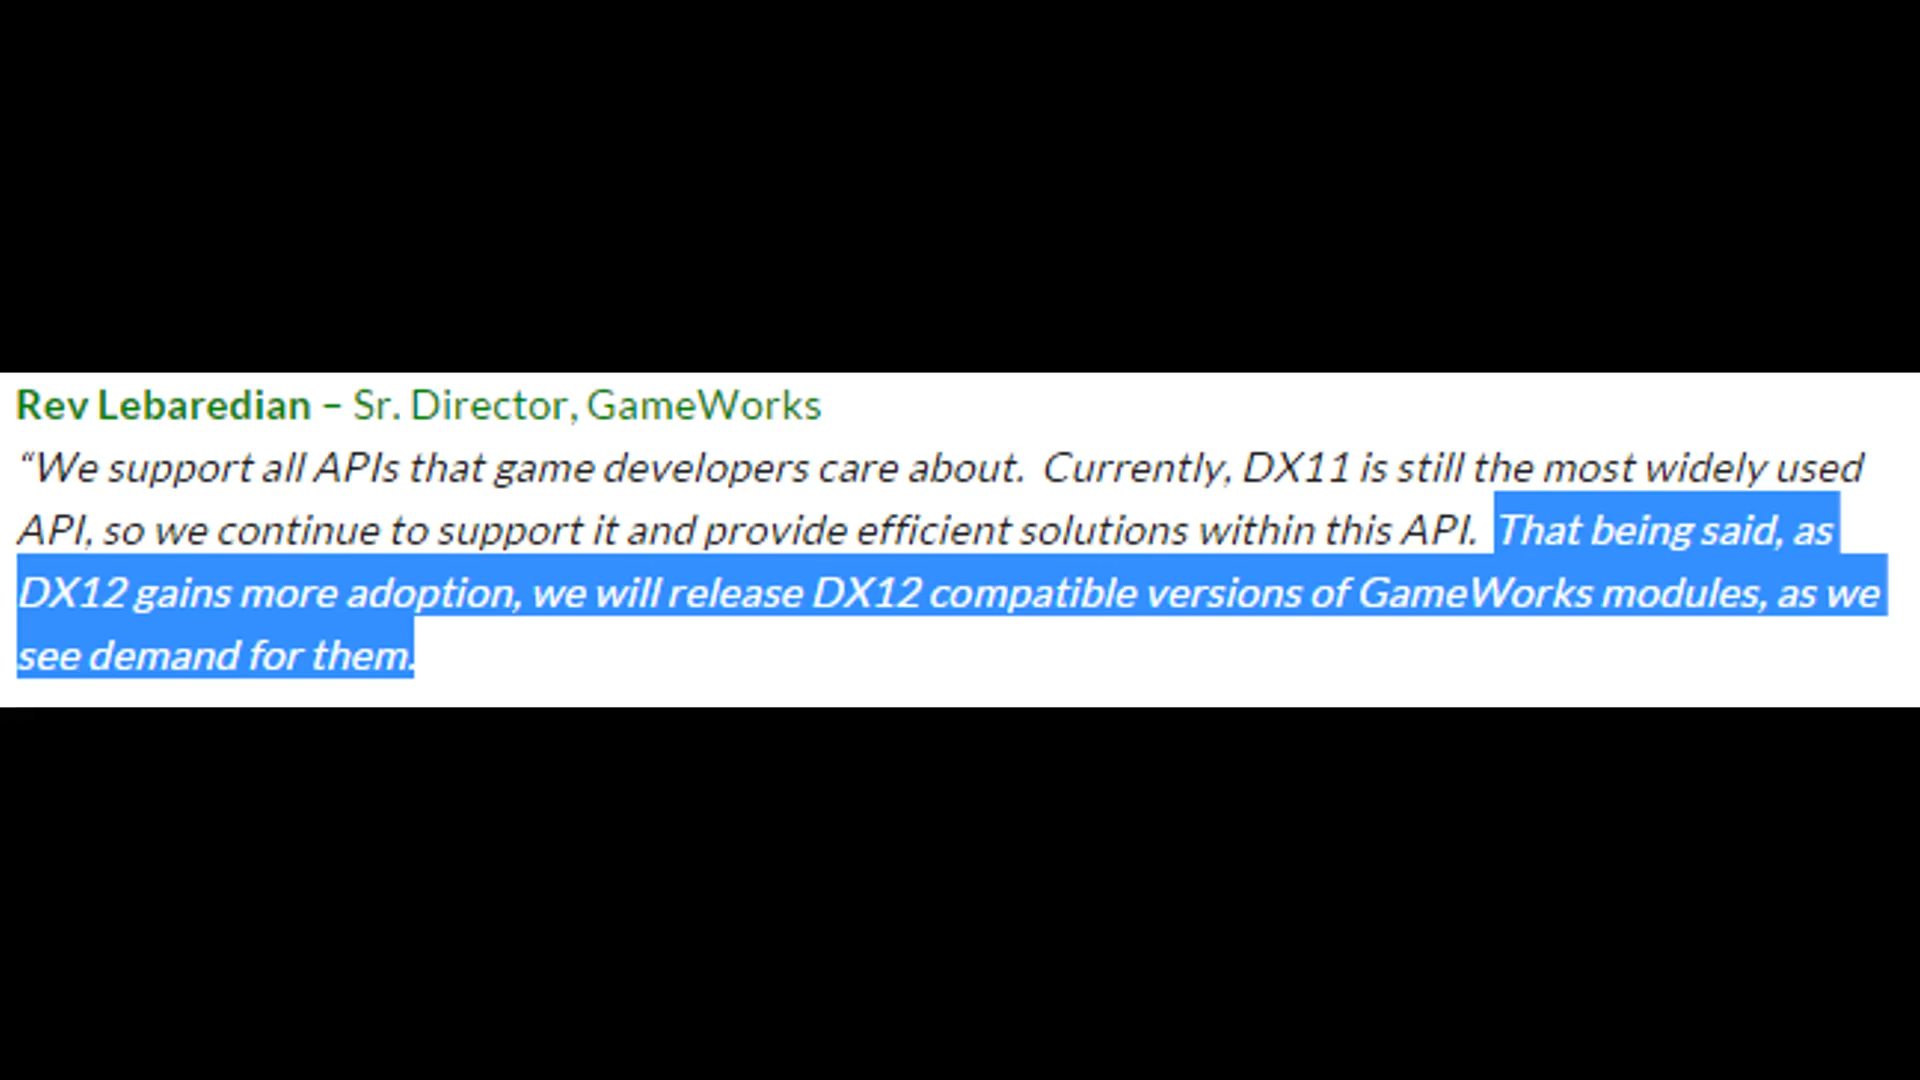 Rev Lebaredian – Sr. Director, GameWorks
“We support all APIs that game developers care about.  Currently, DX11 is still the most widely used
API, so we continue to support it and provide efficient solutions within this API.  That being said, as
DX12 gains more adoption, we will release DX12 compatible versions of GameWorks modules, as we
see demand for them.